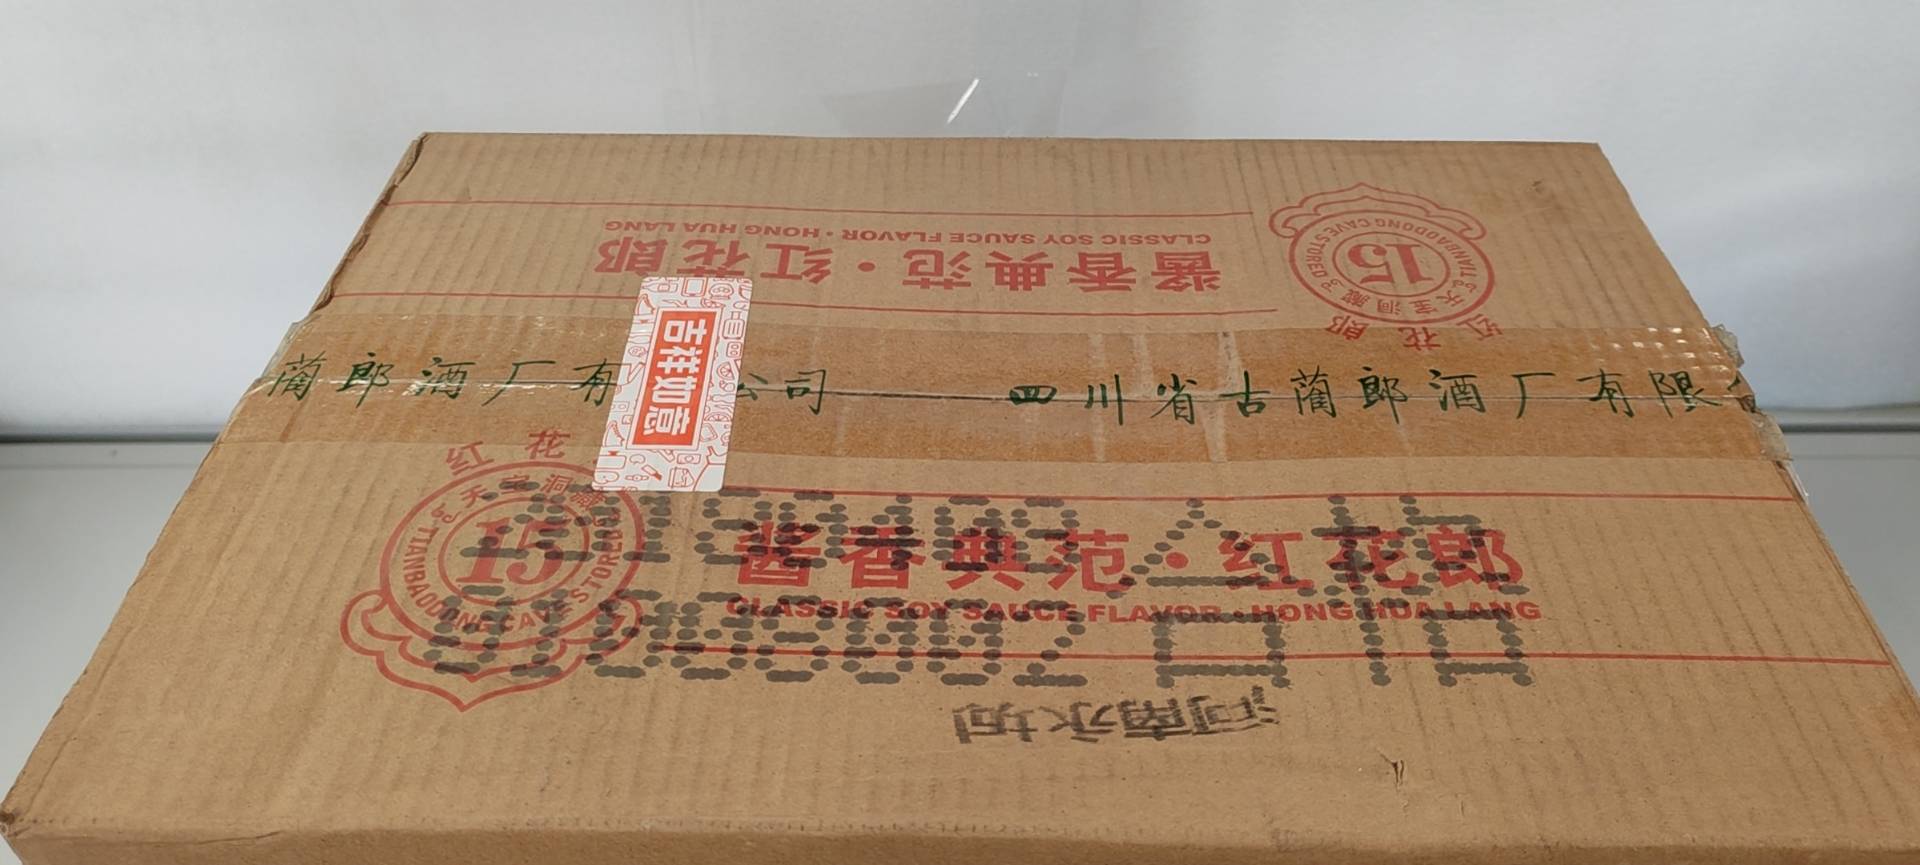 CLASSIC SOY SAUCE FLAVOR · HONG HUA LANG
酱香典范·红花郎
TIANBAODONG CAVE STORED
15
天宝洞藏
红花郎
吉祥如意
蔺郎酒厂有 公司 四川省古蔺郎酒厂有限
红花
天宝洞藏
15
TIANBAODONG CAVE STORED
酱香典范·红花郎
CLASSIC SOY SAUCE FLAVOR · HONG HUA LANG
河南永城